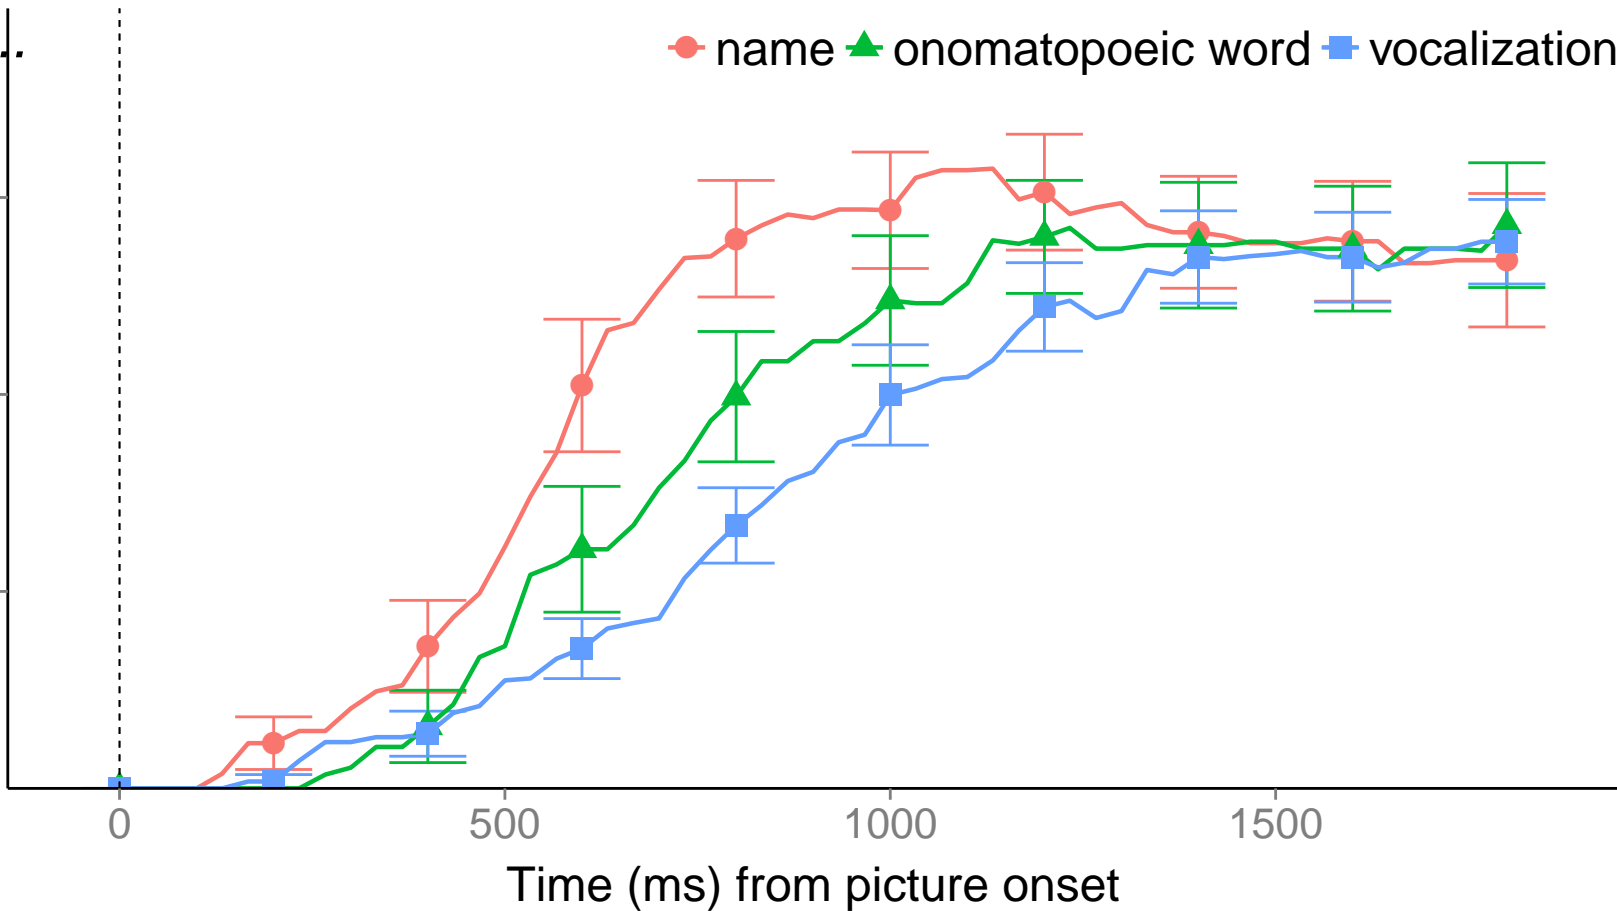 ..
name onomatopoeic word vocalization
0 500 1000 1500
Time (ms) from picture onset